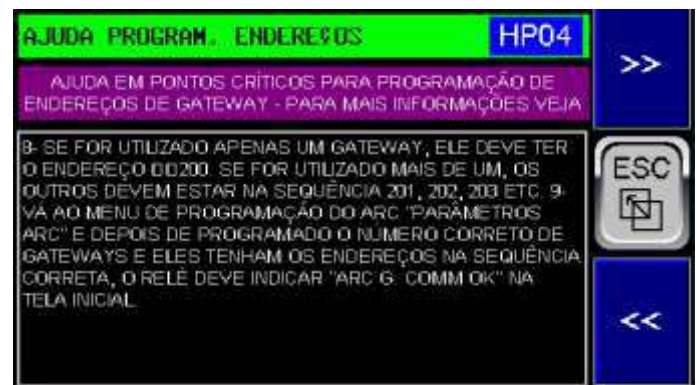 AJUDA PROGRAM. ENDEREÇOS
HP04
>>
AJUDA EM PONTOS CRÍTICOS PARA PROGRAMAÇÃO DE
ENDEREÇOS DE GATEWAY - PARA MAIS INFORMAÇÕES VEJA
8- SE FOR UTILIZADO APENAS UM GATEWAY, ELE DEVE TER
O ENDEREÇO 00200. SE FOR UTILIZADO MAIS DE UM, OS
OUTROS DEVEM ESTAR NA SEQUÊNCIA 201, 202, 203 ETC. 9-
VÁ AO MENU DE PROGRAMAÇÃO DO ARC "PARÂMETROS
ARC" E DEPOIS DE PROGRAMADO O NÚMERO CORRETO DE
GATEWAYS E ELES TENHAM OS ENDEREÇOS NA SEQUÊNCIA
CORRETA, O RELÉ DEVE INDICAR "ARC G. COMM OK" NA
TELA INICIAL.
ESC
<<